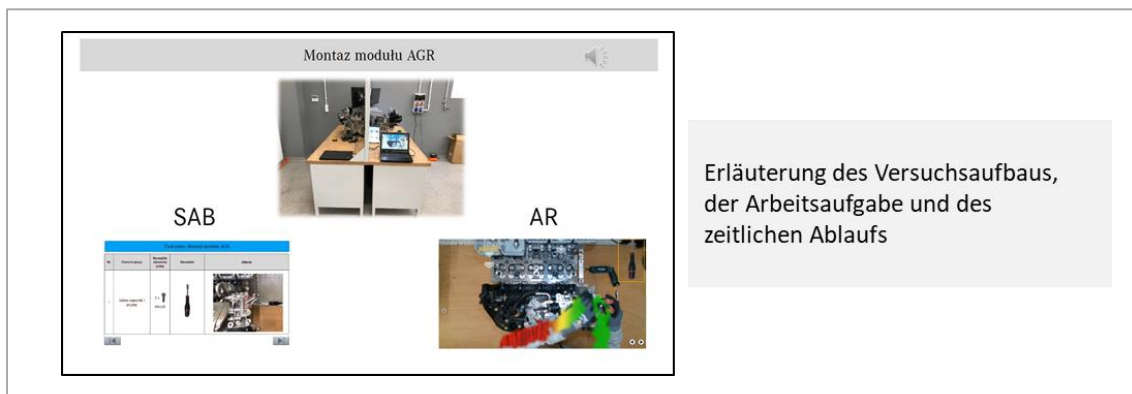 Montaz modułu AGR
SAB
AR
Erläuterung des Versuchsaufbaus,
der Arbeitsaufgabe und des
zeitlichen Ablaufs